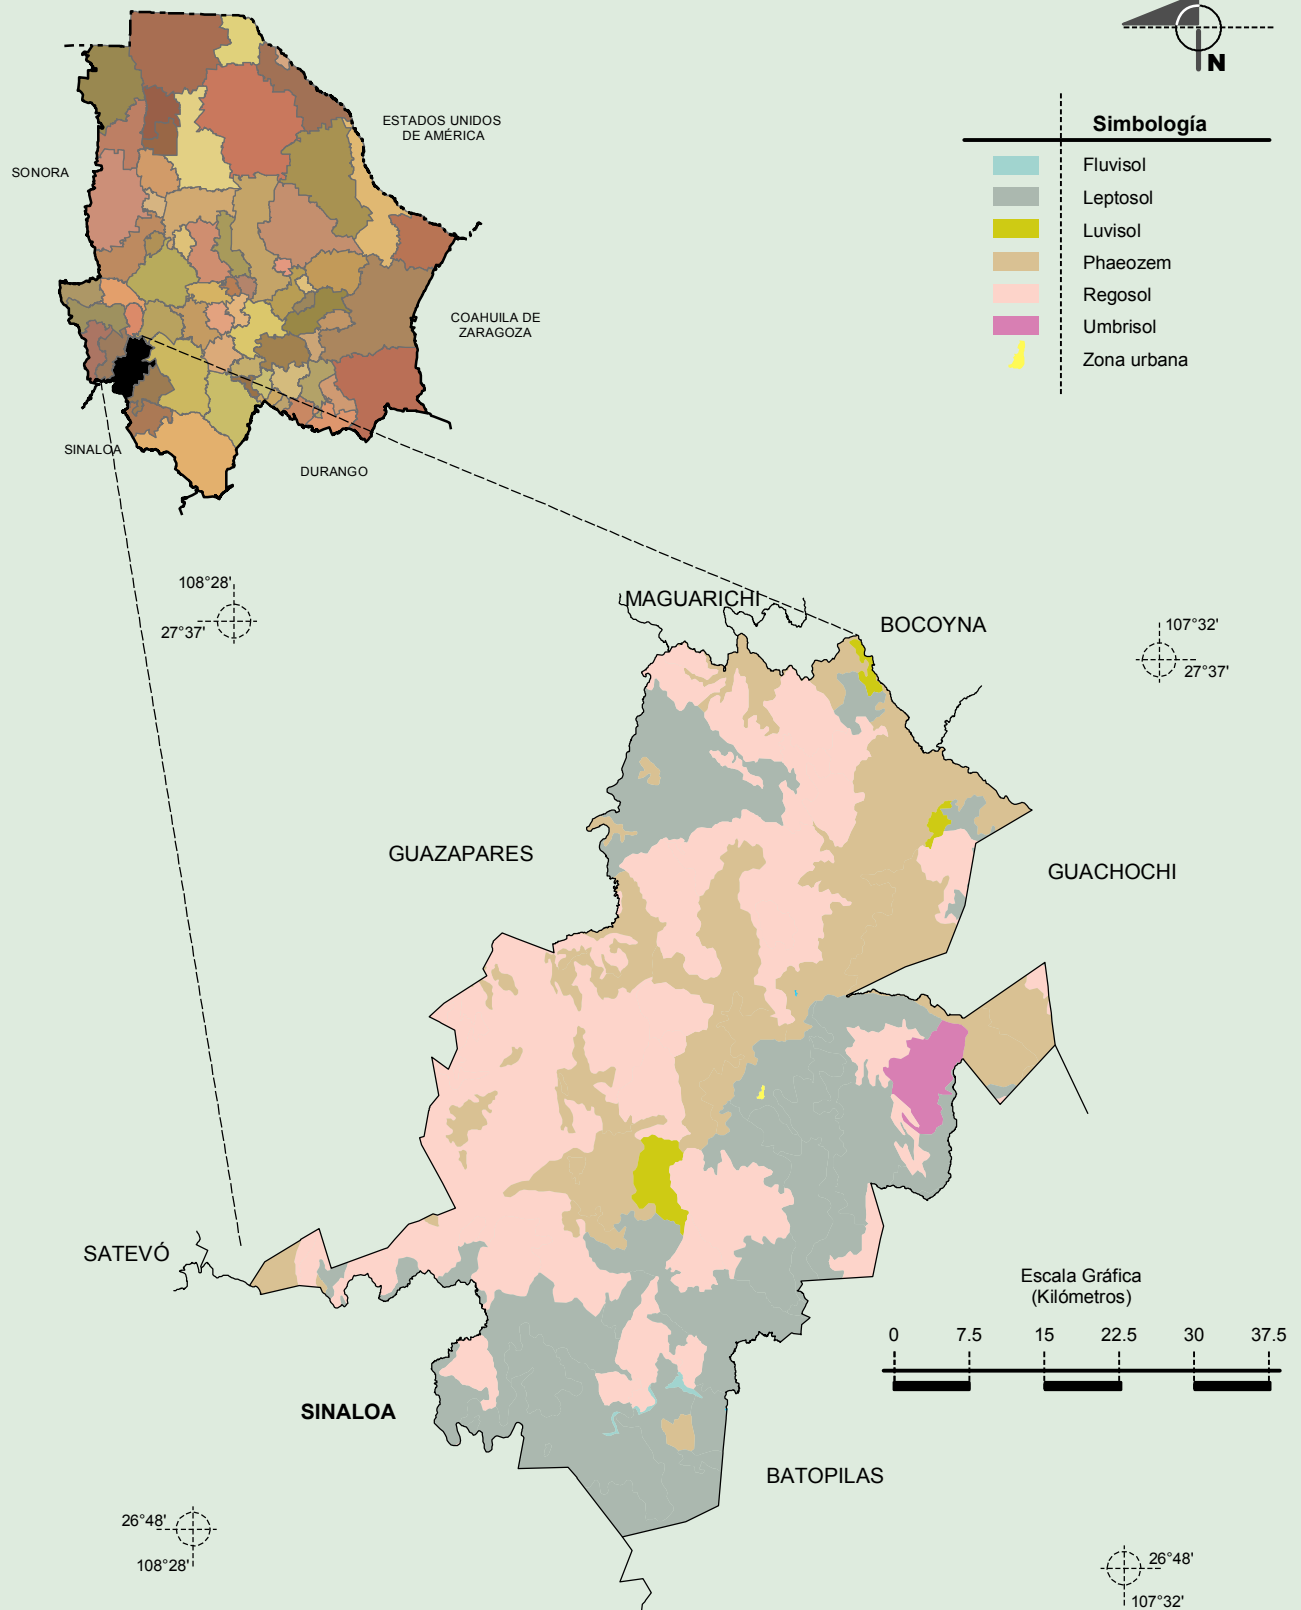 N
ESTADOS UNIDOS
DE AMÉRICA
SONORA
COAHUILA DE
ZARAGOZA
SINALOA
DURANGO
Simbología
Fluvisol
Leptosol
Luvisol
Phaeozem
Regosol
Umbrisol
Zona urbana
108°28'
27°37'
MAGUARICHI
BOCOYNA
107°32'
27°37'
GUAZAPARES
GUACHOCHI
SATEVÓ
Escala Gráfica
(Kilómetros)
0 7.5 15 22.5 30 37.5
SINALOA
BATOPILAS
26°48'
108°28'
26°48'
107°32'